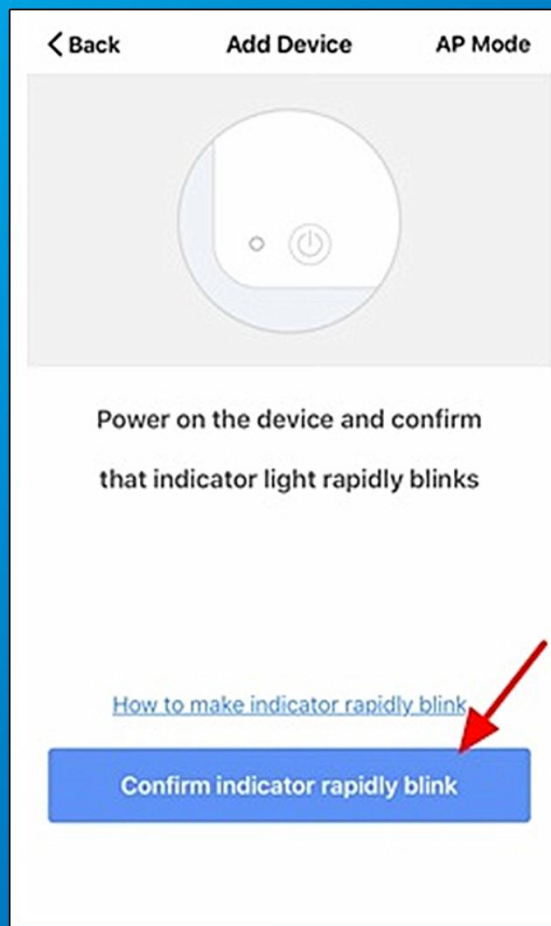 Back Add Device AP Mode
Power on the device and confirm
that indicator light rapidly blinks
How to make indicator rapidly blink
Confirm indicator rapidly blink